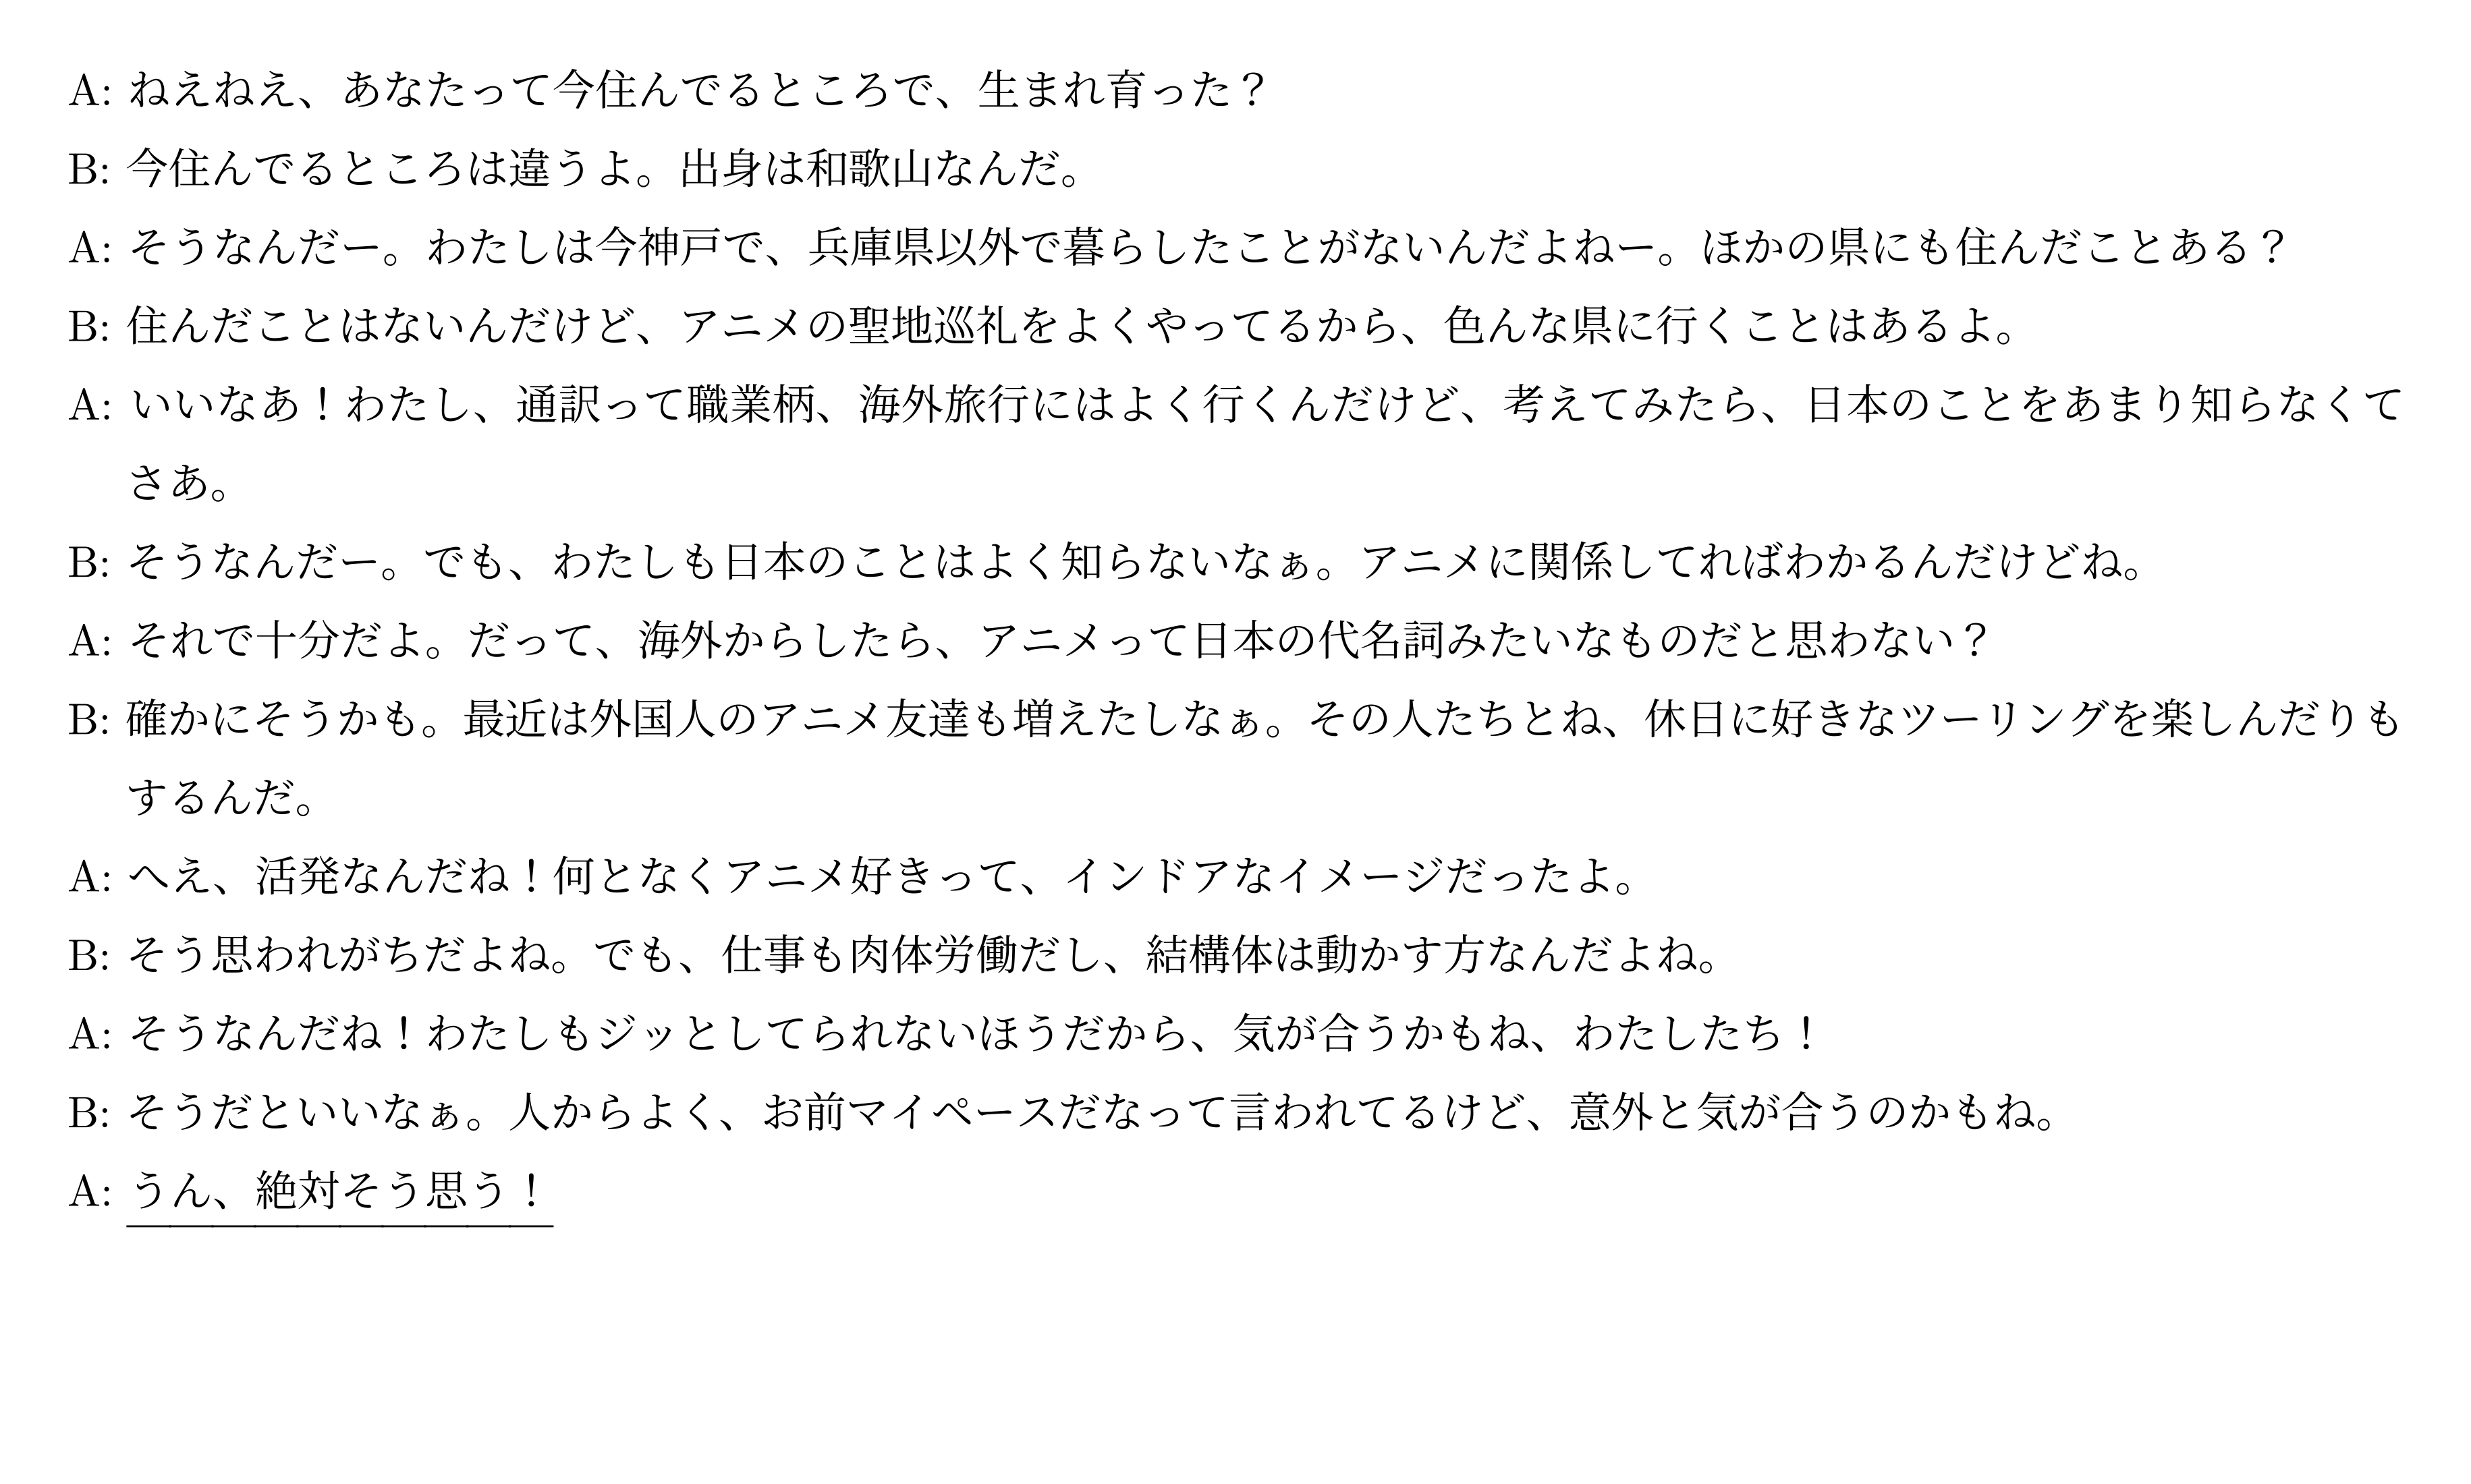 A: ねえねえ、あなたって今住んでるところで、生まれ育った？
B: 今住んでるところは違うよ。出身は和歌山なんだ。
A: そうなんだー。わたしは今神戸で、兵庫県以外で暮らしたことがないんだよねー。ほかの県にも住んだことある？
B: 住んだことはないんだけど、アニメの聖地巡礼をよくやってるから、色んな県に行くことはあるよ。
A: いいなあ！わたし、通訳って職業柄、海外旅行にはよく行くんだけど、考えてみたら、日本のことをあまり知らなくて
さあ。
B: そうなんだー。でも、わたしも日本のことはよく知らないなぁ。アニメに関係してればわかるんだけどね。
A: それで十分だよ。だって、海外からしたら、アニメって日本の代名詞みたいなものだと思わない？
B: 確かにそうかも。最近は外国人のアニメ友達も増えたしなぁ。その人たちとね、休日に好きなツーリングを楽しんだりも
するんだ。
A: へえ、活発なんだね！何となくアニメ好きって、インドアなイメージだったよ。
B: そう思われがちだよね。でも、仕事も肉体労働だし、結構体は動かす方なんだよね。
A: そうなんだね！わたしもジッとしてられないほうだから、気が合うかもね、わたしたち！
B: そうだといいなぁ。人からよく、お前マイペースだなって言われてるけど、意外と気が合うのかもね。
A: うん、絶対そう思う！